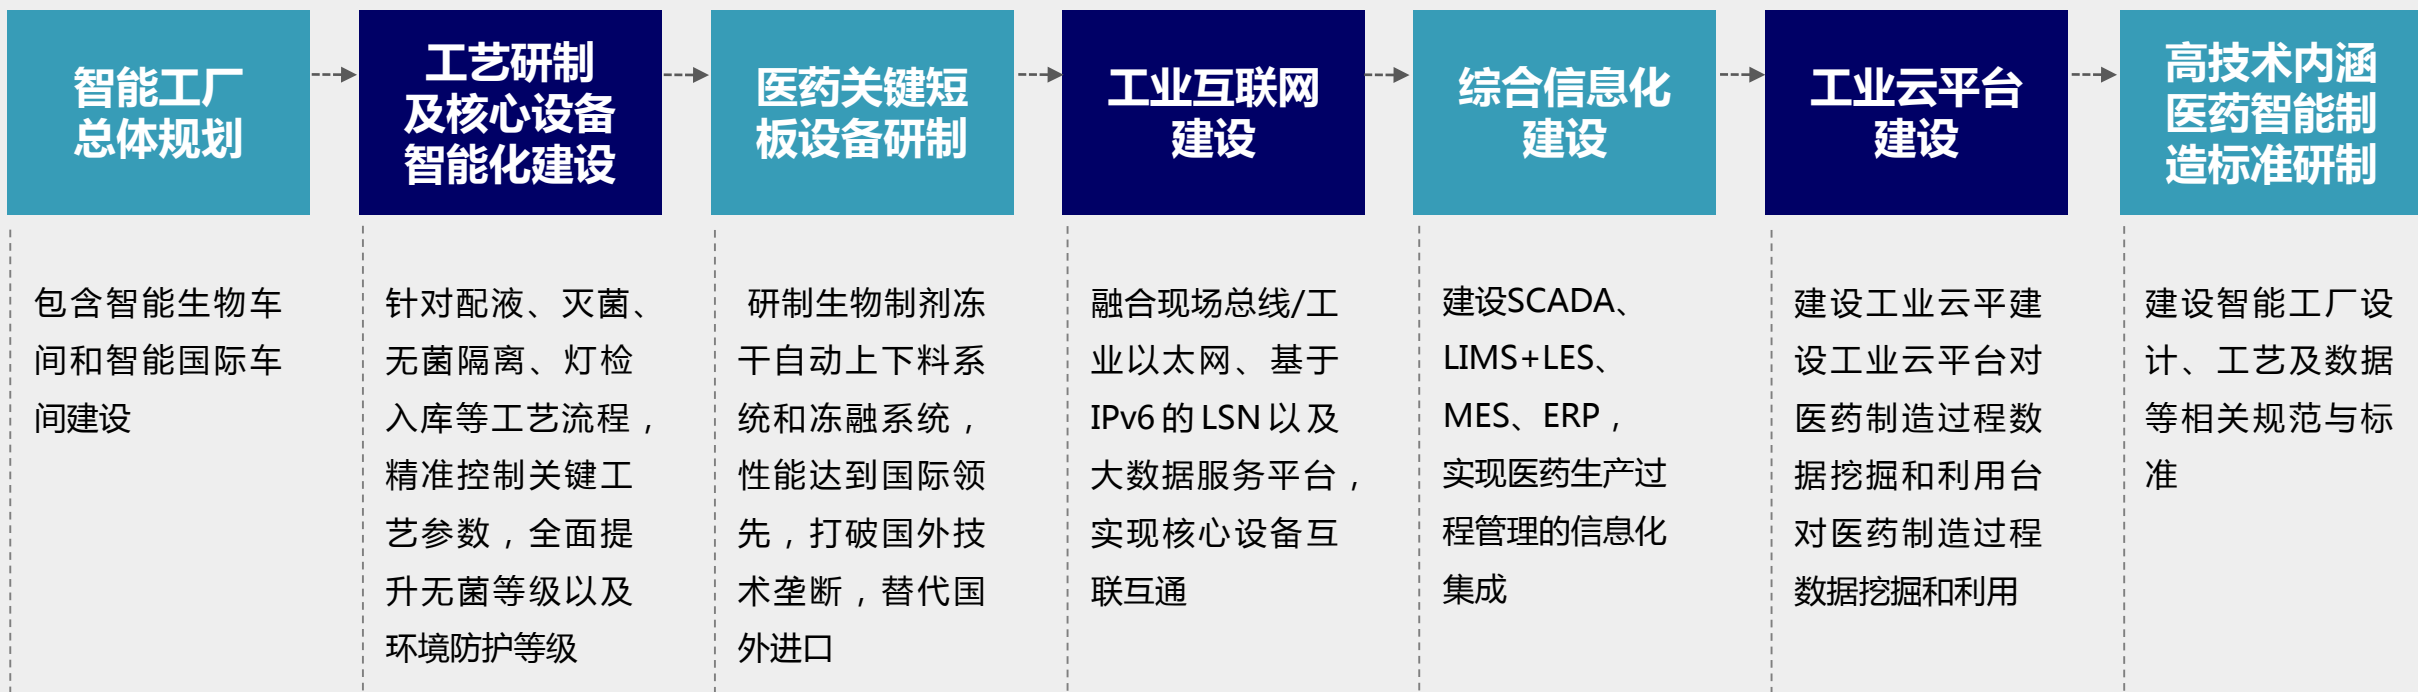 智能工厂
总体规划
工艺研制
及核心设备
智能化建设
医药关键短
板设备研制
工业互联网
建设
综合信息化
建设
工业云平台
建设
高技术内涵
医药智能制
造标准研制
包含智能生物车
间和智能国际车
间建设
针对配液、灭菌、
无菌隔离、灯检
入库等工艺流程，
精准控制关键工
艺参数，全面提
升无菌等级以及
环境防护等级
研制生物制剂冻
干自动上下料系
统和冻融系统，
性能达到国际领
先，打破国外技
术垄断，替代国
外进口
融合现场总线/工
业以太网、基于
IPv6的LSN以及
大数据服务平台，
实现核心设备互
联互通
建设SCADA、
LIMS+LES、
MES、ERP，
实现医药生产过
程管理的信息化
集成
建设工业云平建
设工业云平台对
医药制造过程数
据挖掘和利用台
对医药制造过程
数据挖掘和利用
建设智能工厂设
计、工艺及数据
等相关规范与标
准